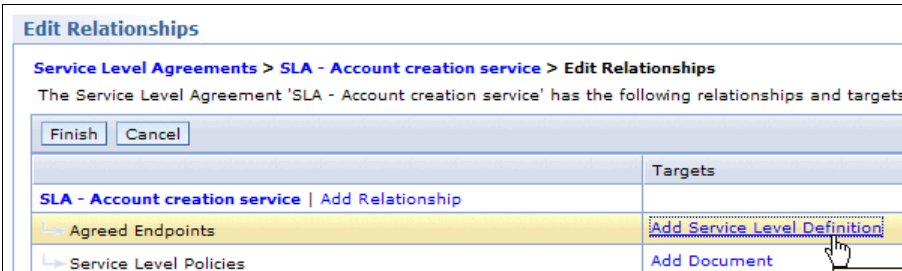 Edit Relationships
Service Level Agreements > SLA - Account creation service > Edit Relationships
The Service Level Agreement 'SLA - Account creation service' has the following relationships and targets
Finish Cancel
Targets
SLA - Account creation service | Add Relationship
Agreed Endpoints Add Service Level Definition
Service Level Policies Add Document